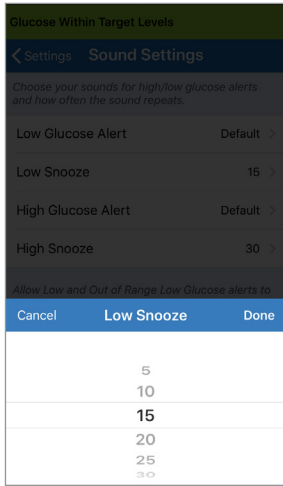 Glucose Within Target Levels
Settings Sound Settings
Choose your sounds for high/low glucose alerts
and how often the sound repeats.
Low Glucose Alert Default
Low Snooze 15
High Glucose Alert Default
High Snooze 30
Allow Low and Out of Range Low Glucose alerts to
Cancel Low Snooze Done
5
10
15
20
25
30